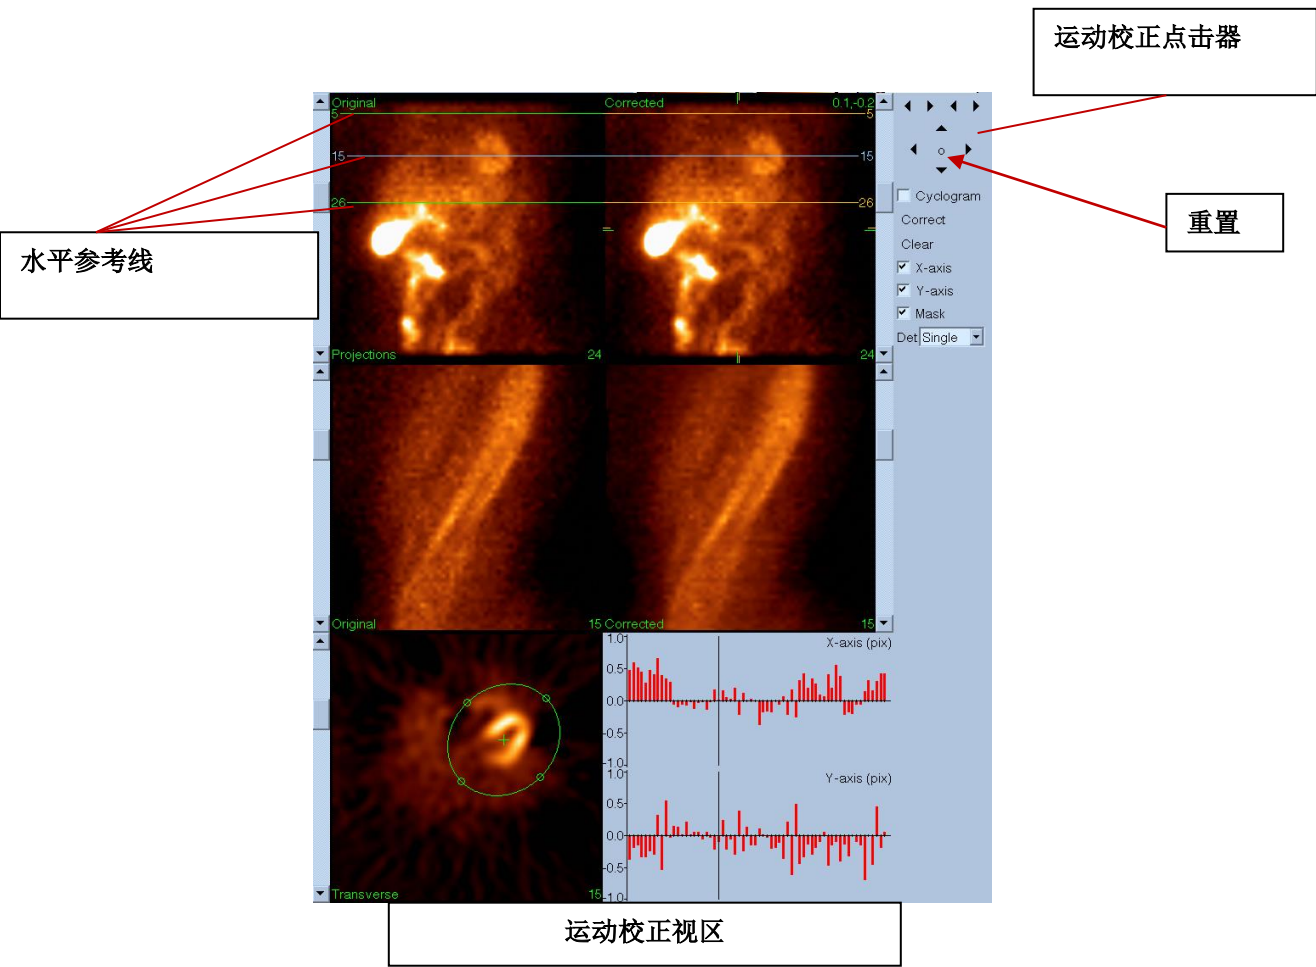 运动校正点击器
Original
Corrected
0.1,-0.2
5
5
15
15
26
26
Cyclogram
Correct
重置
Clear
水平参考线
X-axis
Y-axis
Mask
Det Single
Projections
24
24
Original
15
Corrected
15
1.0
X-axis (pix)
0.5
0.0
-0.5
-1.0
1.0
Y-axis (pix)
0.5
0.0
-0.5
-1.0
Transverse
15
运动校正视区